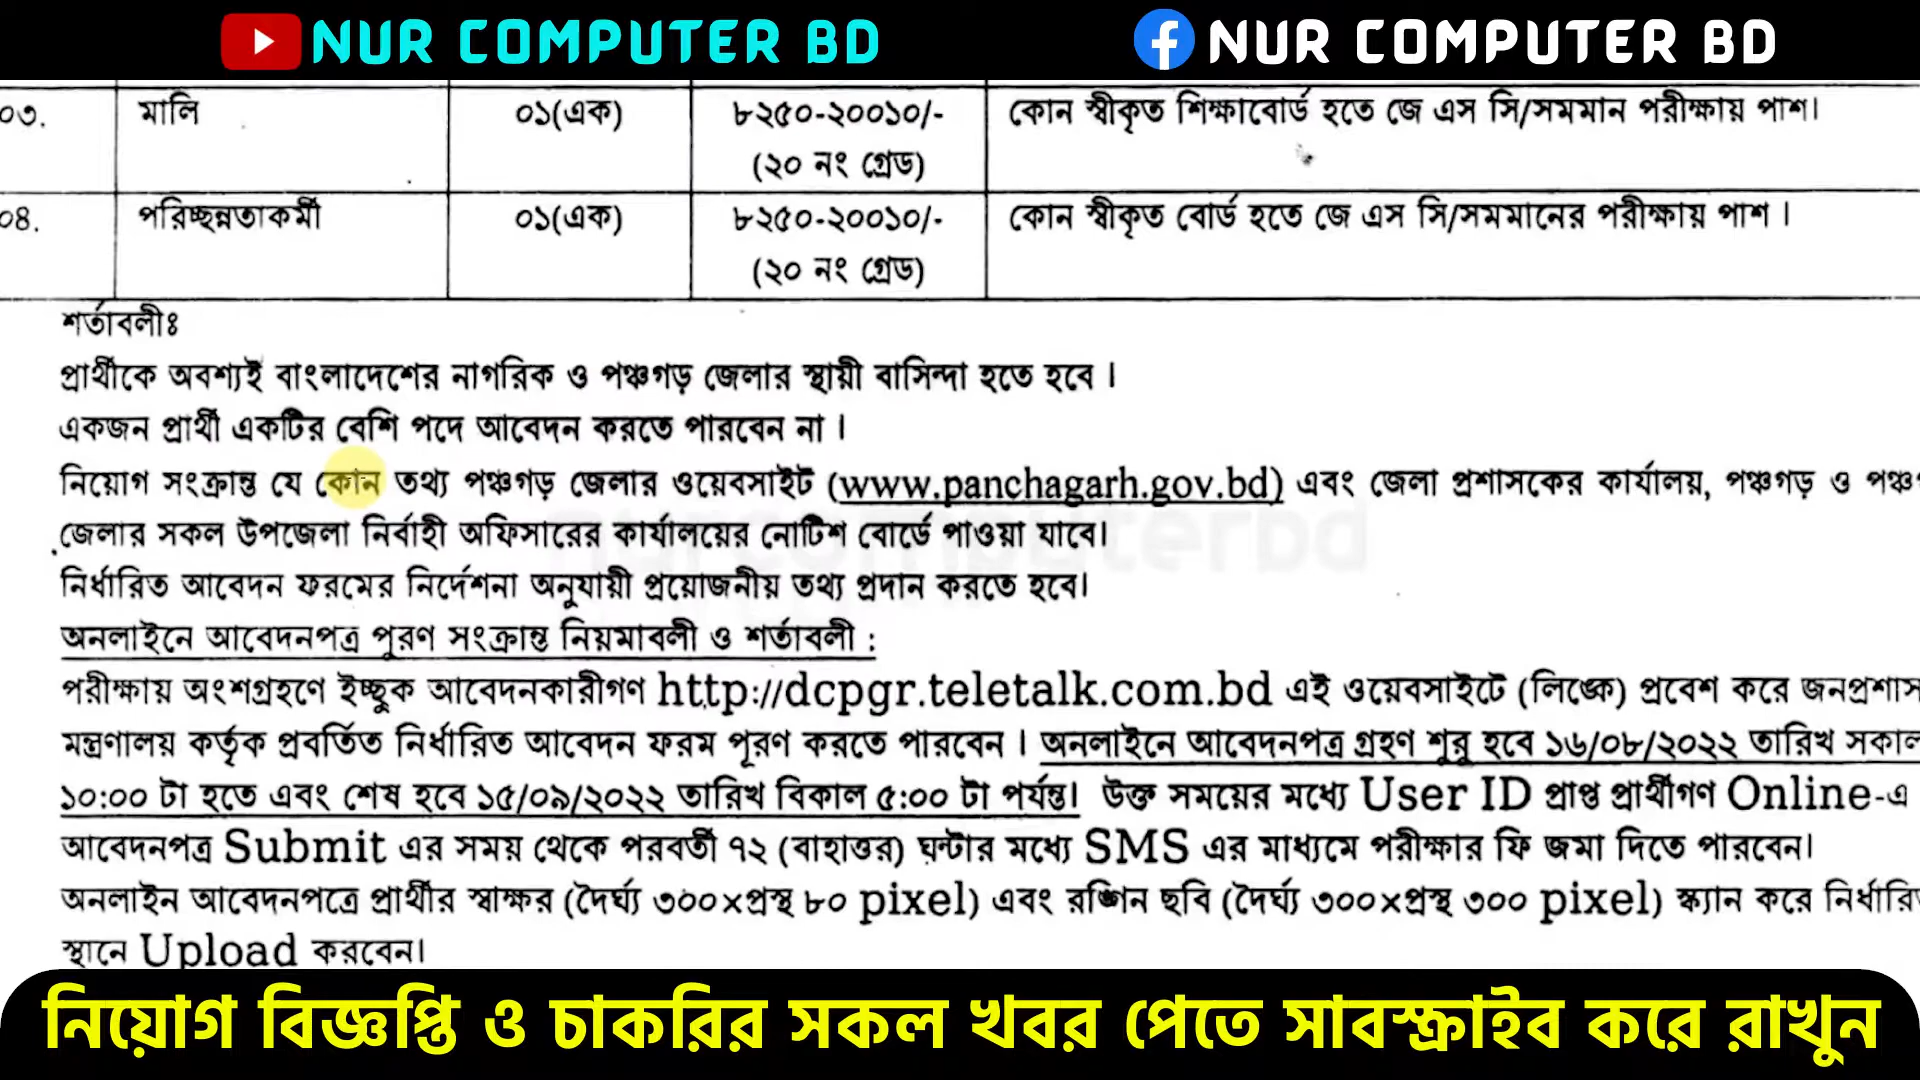 NUR COMPUTER BD NUR COMPUTER BD
০৩. মালি ০১(এক) ৮২৫০-২০০১০/- কোন স্বীকৃত শিক্ষাবোর্ড হতে জে এস সি/সমমান পরীক্ষায় পাশ।
(২০ নং গ্রেড)
০৪. পরিচ্ছন্নতাকর্মী ০১(এক) ৮২৫০-২০০১০/- কোন স্বীকৃত বোর্ড হতে জে এস সি/সমমানের পরীক্ষায় পাশ ।
(২০ নং গ্রেড)
শর্তাবলীঃ
প্রার্থীকে অবশ্যই বাংলাদেশের নাগরিক ও পঞ্চগড় জেলার স্থায়ী বাসিন্দা হতে হবে ।
একজন প্রার্থী একটির বেশি পদে আবেদন করতে পারবেন না ।
নিয়োগ সংক্রান্ত যে কোন তথ্য পঞ্চগড় জেলার ওয়েবসাইট (www.panchagarh.gov.bd) এবং জেলা প্রশাসকের কার্যালয়, পঞ্চগড় ও
জেলার সকল উপজেলা নির্বাহী অফিসারের কার্যালয়ের নোটিশ বোর্ডে পাওয়া যাবে।
nurcomputerbd
নির্ধারিত আবেদন ফরমের নির্দেশনা অনুযায়ী প্রয়োজনীয় তথ্য প্রদান করতে হবে।
অনলাইনে আবেদনপত্র পুরণ সংক্রান্ত নিয়মাবলী ও শর্তাবলী :
পরীক্ষায় অংশগ্রহণে ইচ্ছুক আবেদনকারীগণ http://dcpgr.teletalk.com.bd এই ওয়েবসাইটে (লিঙ্কে) প্রবেশ করে জনপ্রশাস
মন্ত্রণালয় কর্তৃক প্রবর্তিত নির্ধারিত আবেদন ফরম পূরণ করতে পারবেন । অনলাইনে আবেদনপত্র গ্রহণ শুরু হবে ১৬/০৮/২০২২ তারিখ সকাল
১০:০০ টা হতে এবং শেষ হবে ১৫/০৯/২০২২ তারিখ বিকাল ৫:০০ টা পর্যন্ত। উক্ত সময়ের মধ্যে User ID প্রাপ্ত প্রার্থীগণ Online-এ
আবেদনপত্র Submit এর সময় থেকে পরবর্তী ৭২ (বাহাত্তর) ঘন্টার মধ্যে SMS এর মাধ্যমে পরীক্ষার ফি জমা দিতে পারবেন।
অনলাইন আবেদনপত্রে প্রার্থীর স্বাক্ষর (দৈর্ঘ্য ৩০০×প্রস্থ ৮০ pixel) এবং রঙ্গিন ছবি (দৈর্ঘ্য ৩০০×প্রস্থ ৩০০ pixel) স্ক্যান করে নির্ধারি
স্থানে Upload করবেন।
নিয়োগ বিজ্ঞপ্তি ও চাকরির সকল খবর পেতে সাবস্ক্রাইব করে রাখুন